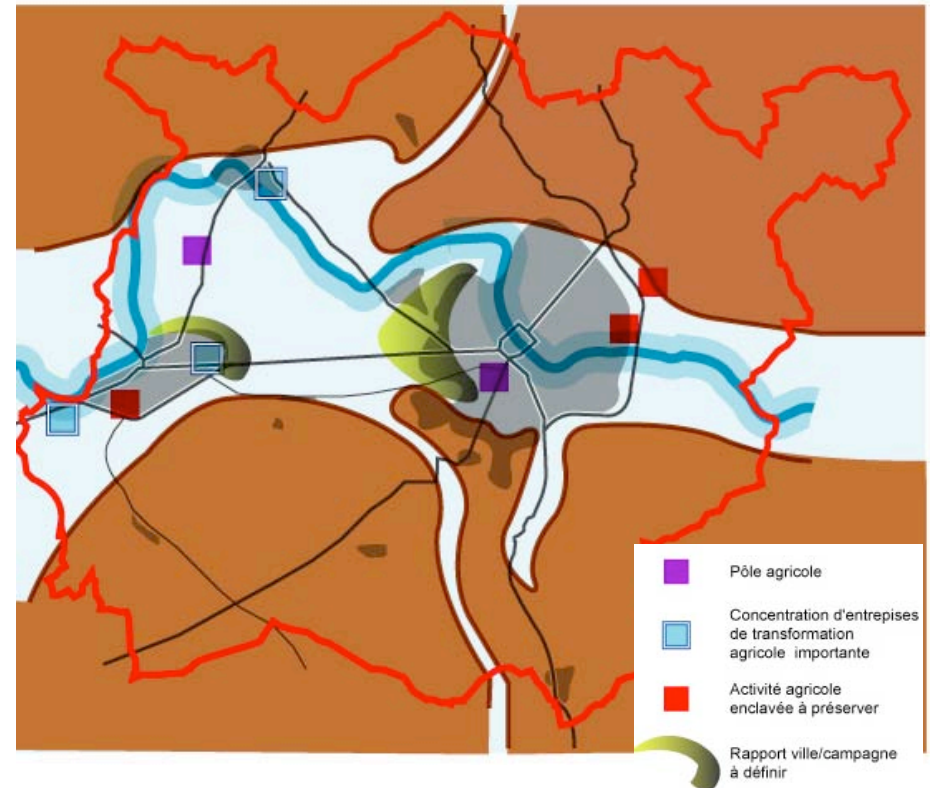 Pôle agricole
Concentration d'entrepises
de transformation
agricole importante
Activité agricole
enclavée à préserver
Rapport ville/campagne
à définir